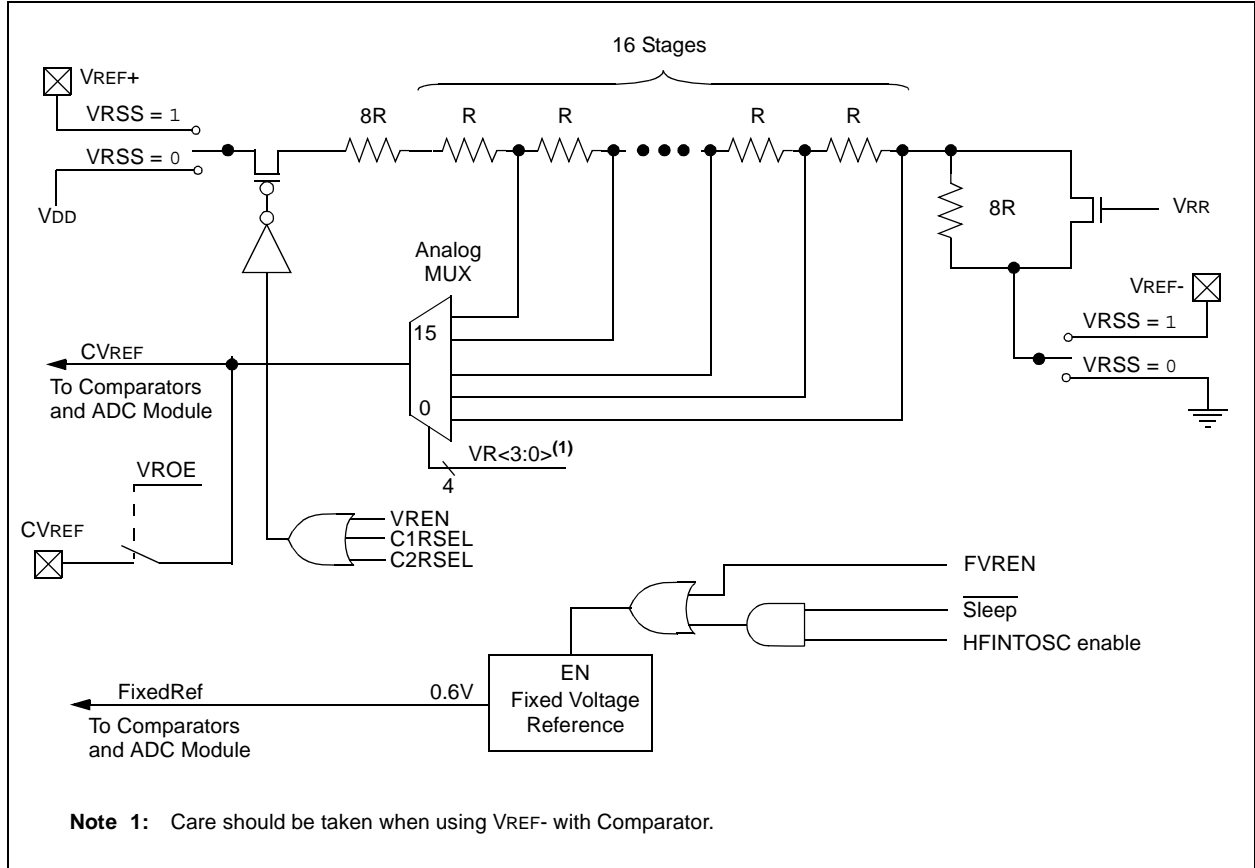 16 Stages
VREF+
VRSS = 1
8R
R
R
R
R
VRSS = 0
VDD
8R
VRR
Analog
MUX
VREF-
15
VRSS = 1
CVREF
VRSS = 0
To Comparators
and ADC Module
0
VR<3:0>(1)
VROE
4
CVREF
VREN
C1RSEL
C2RSEL
FVREN
Sleep
HFINTOSC enable
EN
FixedRef
0.6V
Fixed Voltage
Reference
To Comparators
and ADC Module
Note 1: Care should be taken when using VREF- with Comparator.